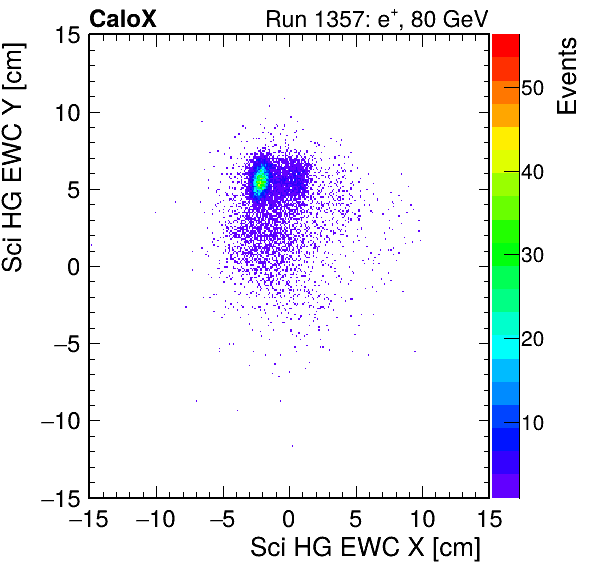 CaloX Run 1357: e⁺, 80 GeV
Sci HG EWC Y [cm]
15
10
5
0
−5
−10
−15
−15 −10 −5 0 5 10 15
Sci HG EWC X [cm]
Events
50
40
30
20
10